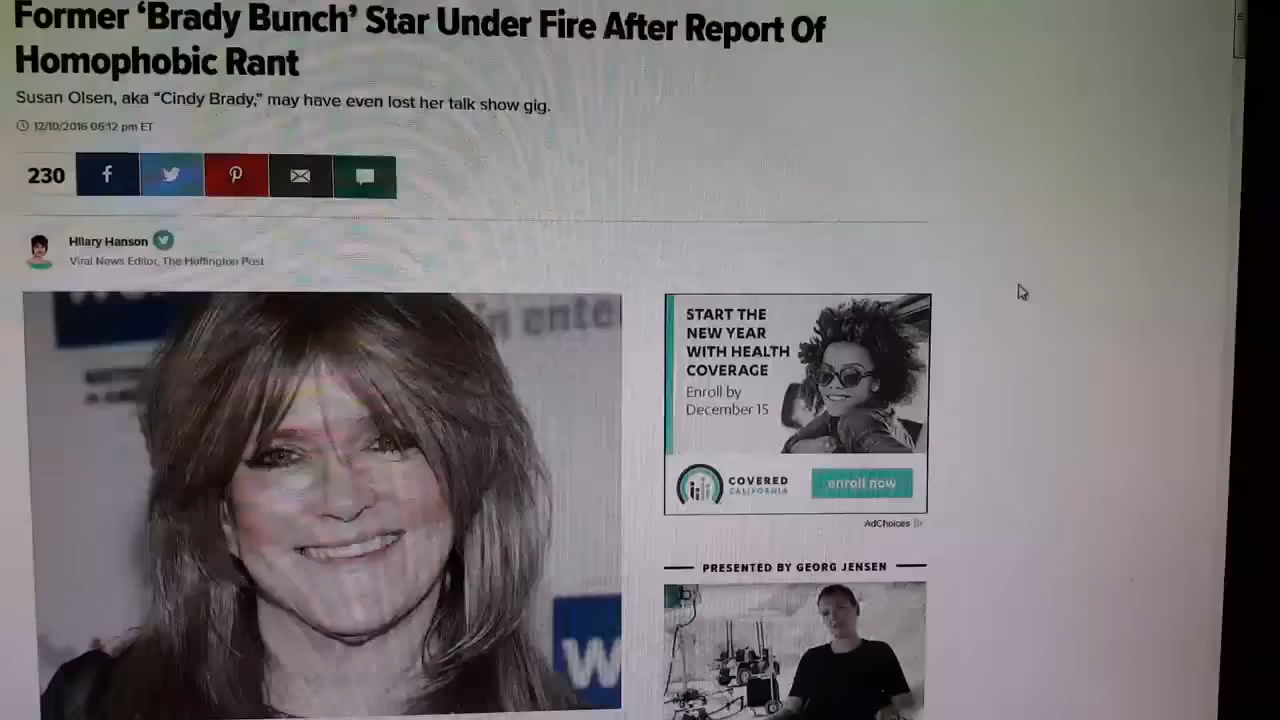 Former ‘Brady Bunch’ Star Under Fire After Report Of
Homophobic Rant
Susan Olsen, aka “Cindy Brady,” may have even lost her talk show gig.
12/10/2016 06:12 pm ET
230
Hilary Hanson
Viral News Editor, The Huffington Post
in ente
W
START THE
NEW YEAR
WITH HEALTH
COVERAGE
Enroll by
December 15
COVERED
CALIFORNIA
enroll now
AdChoices
PRESENTED BY GEORG JENSEN